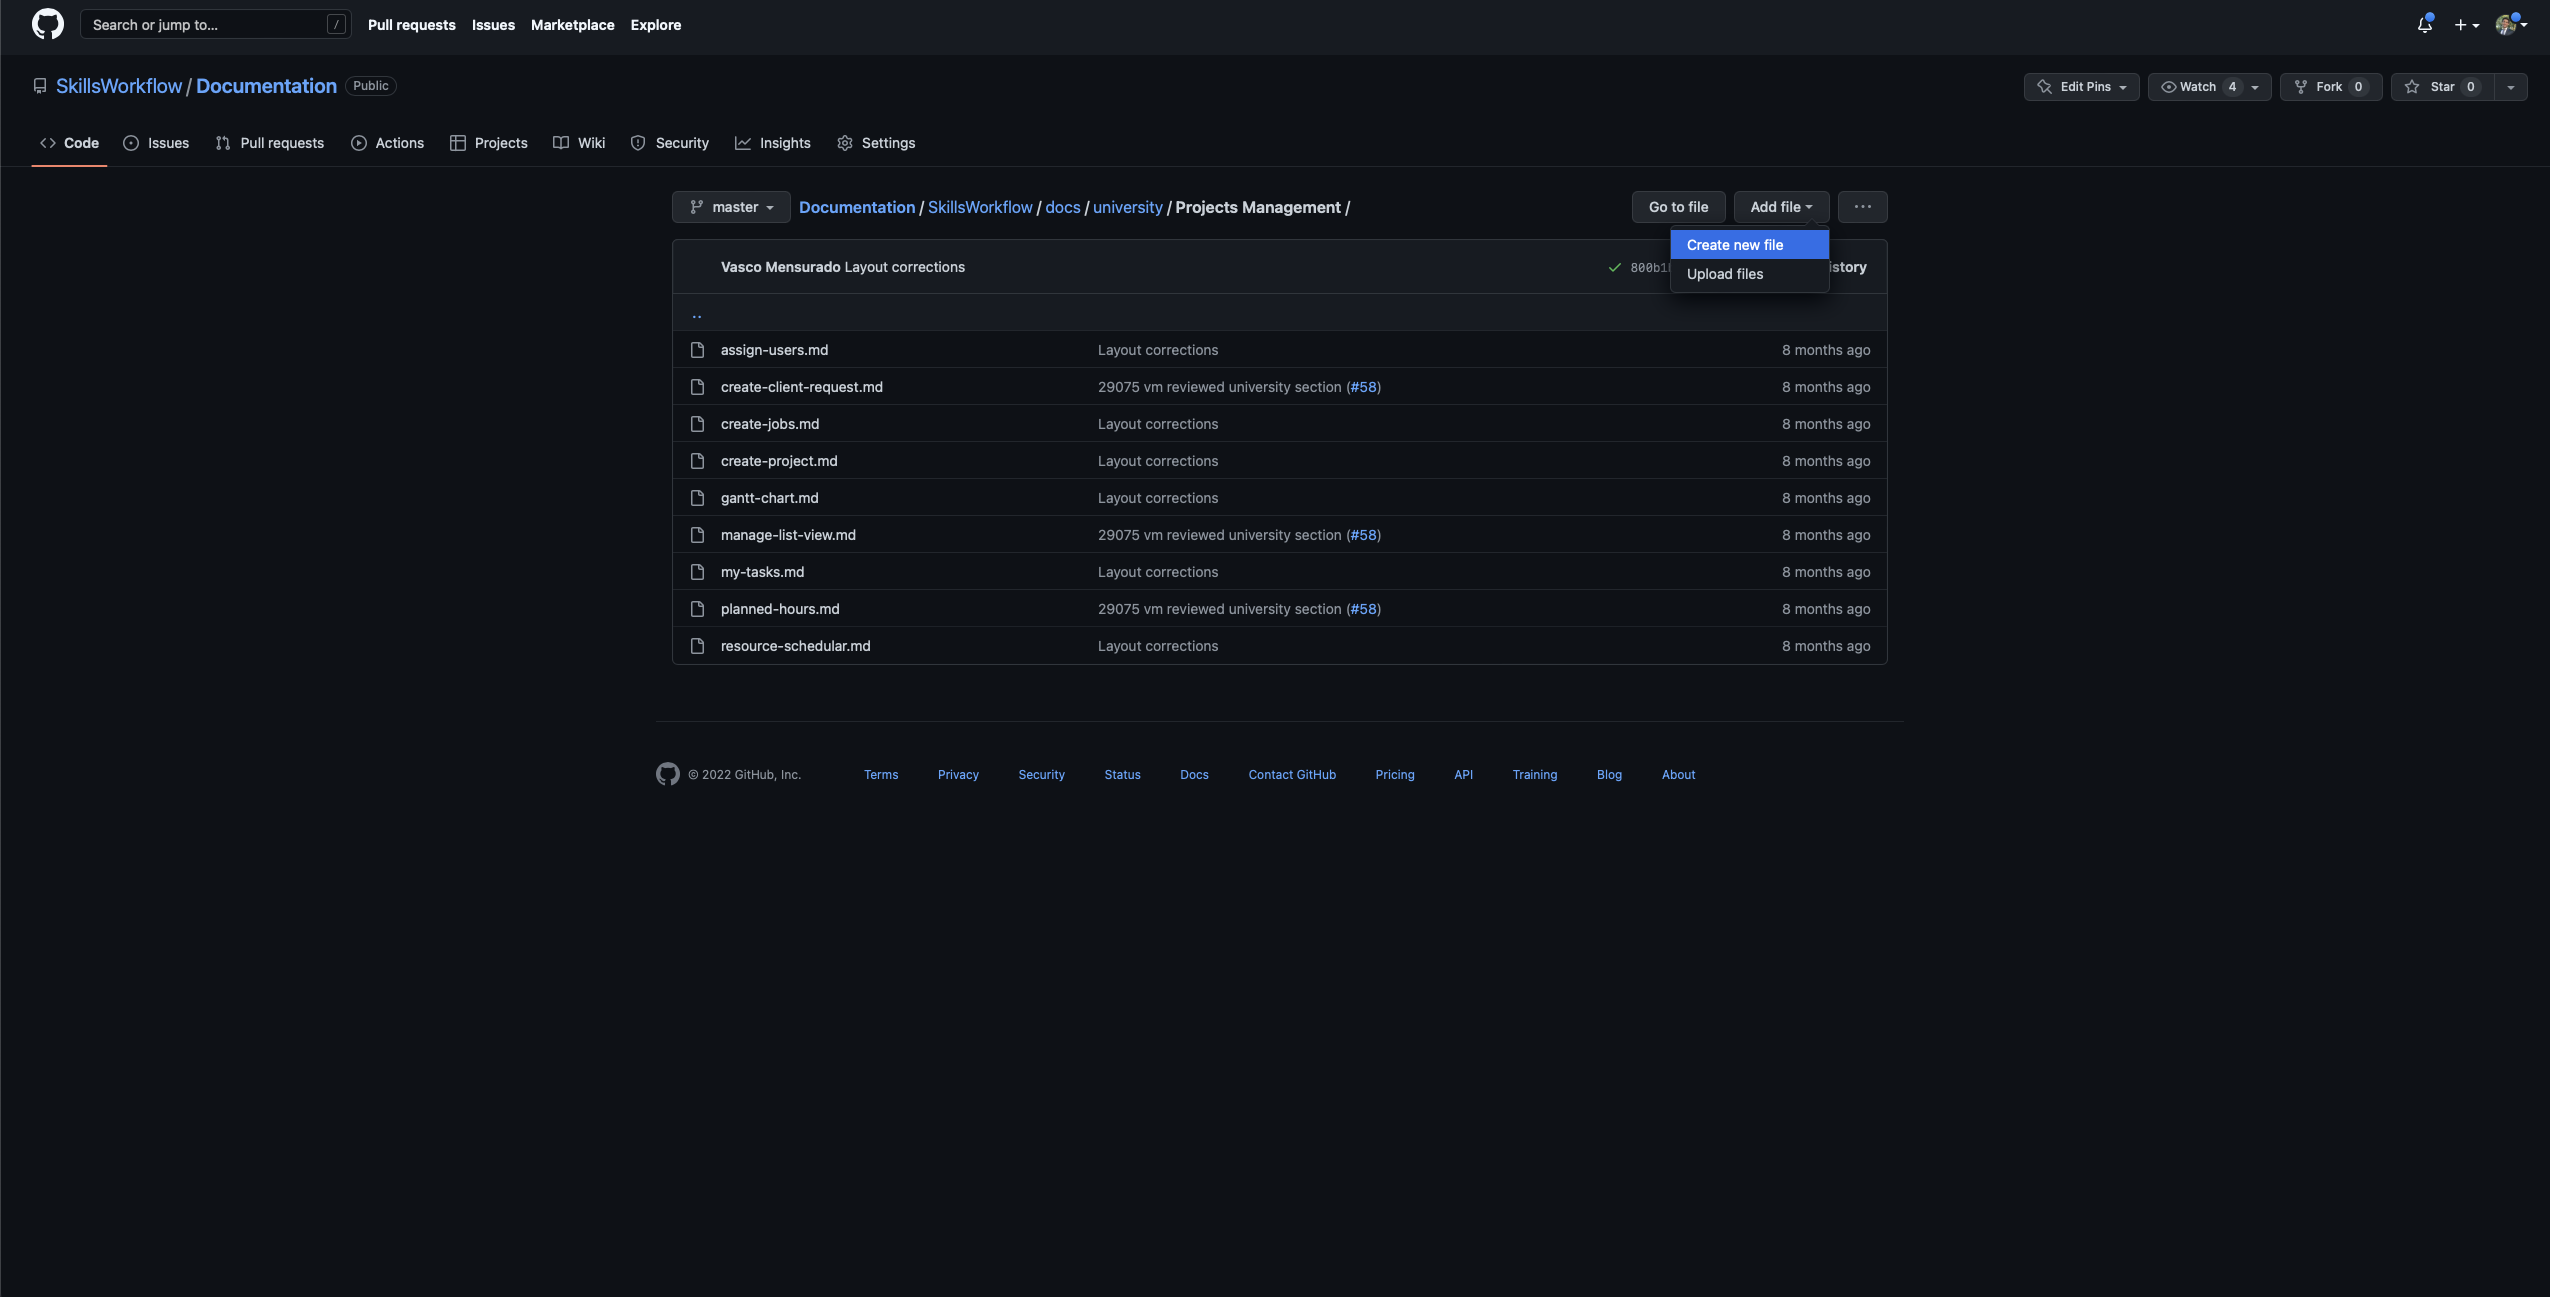 Search or jump to... / Pull requests Issues Marketplace Explore
SkillsWorkflow / Documentation Public Edit Pins Watch 4 Fork 0 Star 0
Code Issues Pull requests Actions Projects Wiki Security Insights Settings
master Documentation / SkillsWorkflow / docs / university / Projects Management / Go to file Add file ...
Create new file
Vasco Mensurado Layout corrections 800b1 istory
Upload files
..
assign-users.md Layout corrections 8 months ago
create-client-request.md 29075 vm reviewed university section (#58) 8 months ago
create-jobs.md Layout corrections 8 months ago
create-project.md Layout corrections 8 months ago
gantt-chart.md Layout corrections 8 months ago
manage-list-view.md 29075 vm reviewed university section (#58) 8 months ago
my-tasks.md Layout corrections 8 months ago
planned-hours.md 29075 vm reviewed university section (#58) 8 months ago
resource-schedular.md Layout corrections 8 months ago
© 2022 GitHub, Inc. Terms Privacy Security Status Docs Contact GitHub Pricing API Training Blog About